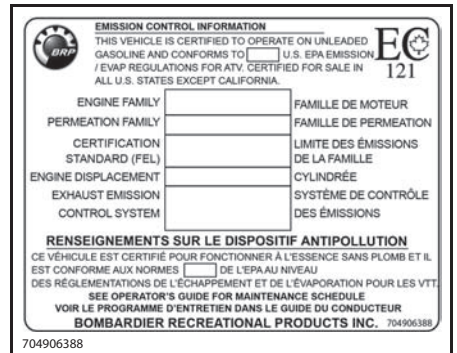 EMISSION CONTROL INFORMATION
BRP
THIS VEHICLE IS CERTIFIED TO OPERATE ON UNLEADED
GASOLINE AND CONFORMS TO U.S. EPA EMISSION
/ EVAP REGULATIONS FOR ATV. CERTIFIED FOR SALE IN
ALL U.S. STATES EXCEPT CALIFORNIA.
EC
121
ENGINE FAMILY FAMILLE DE MOTEUR
PERMEATION FAMILY FAMILLE DE PERMEATION
CERTIFICATION LIMITE DES ÉMISSIONS
STANDARD (FEL) DE LA FAMILLE
ENGINE DISPLACEMENT CYLINDRÉE
EXHAUST EMISSION SYSTÈME DE CONTRÔLE
CONTROL SYSTEM DES ÉMISSIONS
RENSEIGNEMENTS SUR LE DISPOSITIF ANTIPOLLUTION
CE VÉHICULE EST CERTIFIÉ POUR FONCTIONNER À L'ESSENCE SANS PLOMB ET IL
EST CONFORME AUX NORMES DE L'EPA AU NIVEAU
DES RÉGLEMENTATIONS DE L'ÉCHAPPEMENT ET DE L'ÉVAPORATION POUR LES VTT.
SEE OPERATOR'S GUIDE FOR MAINTENANCE SCHEDULE
VOIR LE PROGRAMME D'ENTRETIEN DANS LE GUIDE DU CONDUCTEUR
BOMBARDIER RECREATIONAL PRODUCTS INC. 704906388
704906388